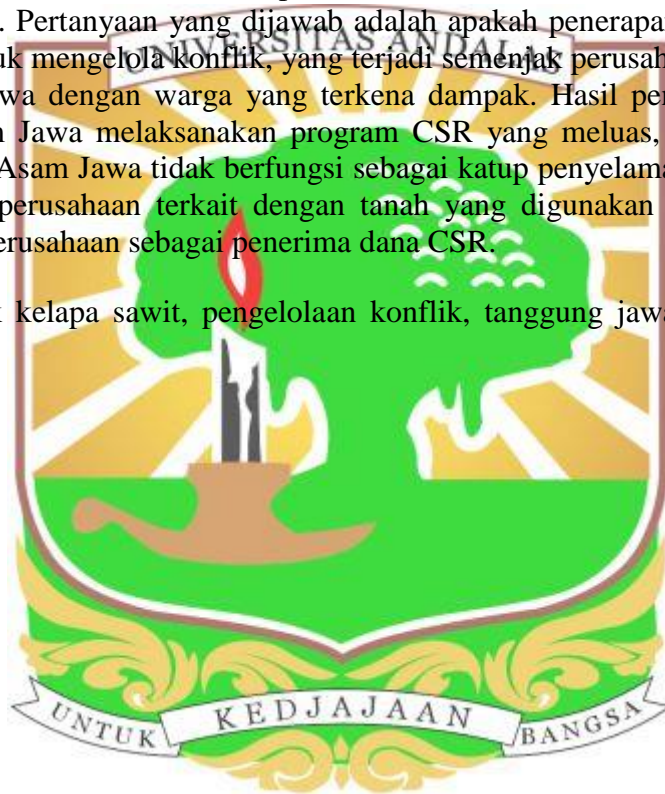 . Pertanyaan yang dijawab adalah apakah penerapa
uk mengelola konflik, yang terjadi semenjak perusah
UNIVERSITAS ANDALAS
wa dengan warga yang terkena dampak. Hasil per
n Jawa melaksanakan program CSR yang meluas,
Asam Jawa tidak berfungsi sebagai katup penyelama
perusahaan terkait dengan tanah yang digunakan
erusahaan sebagai penerima dana CSR.
k kelapa sawit, pengelolaan konflik, tanggung jawa
UNTUK KEDJAJAAN BANGSA